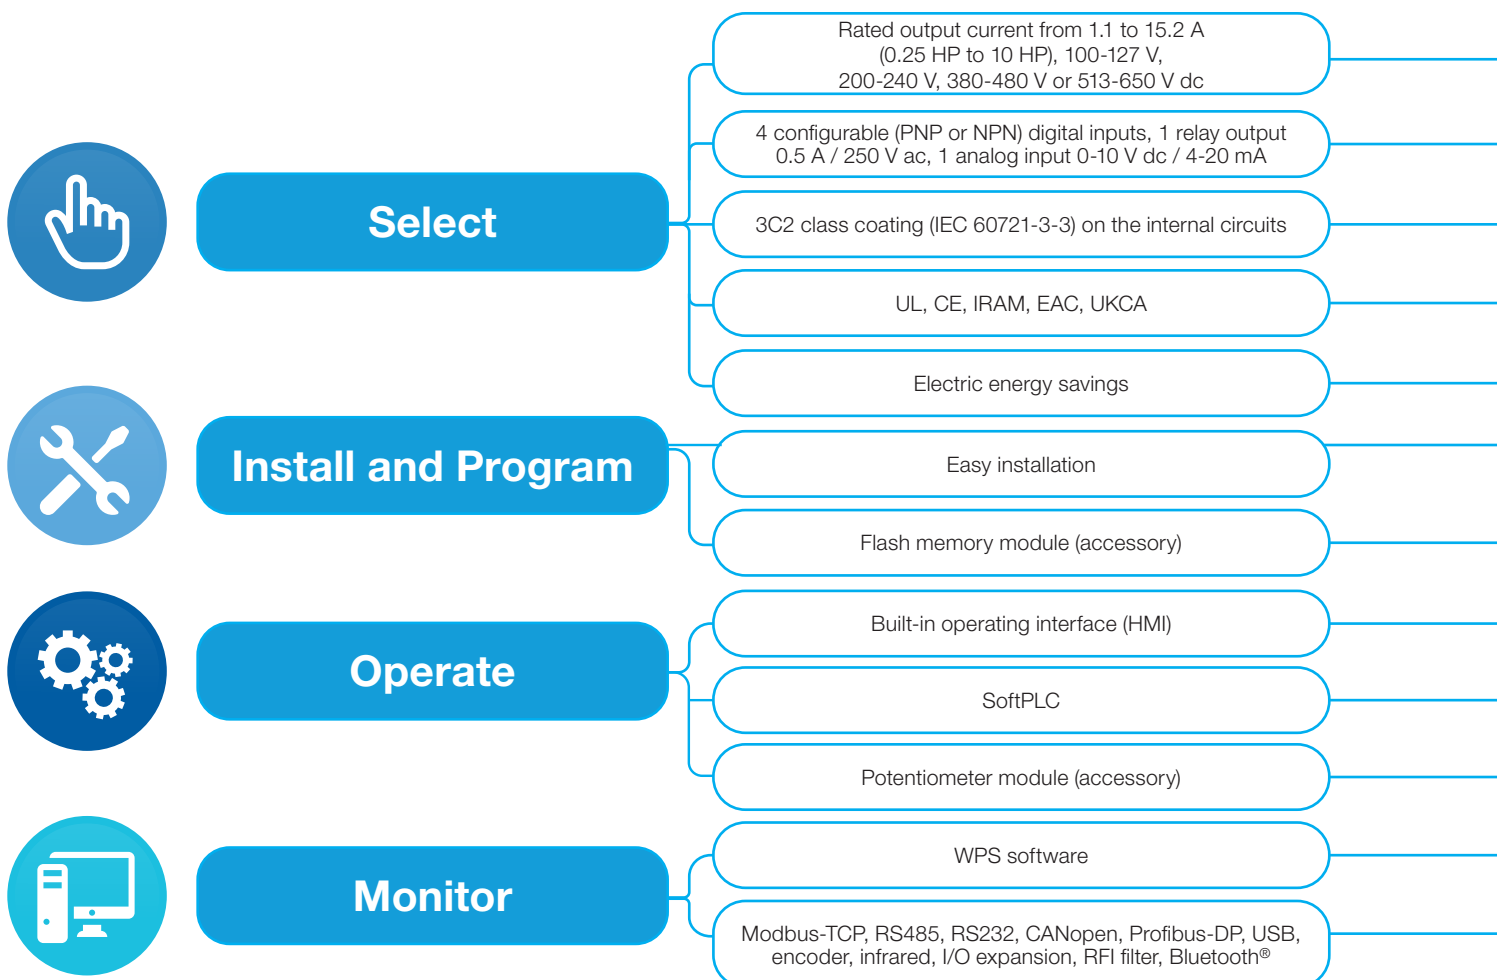 Select
Rated output current from 1.1 to 15.2 A
(0.25 HP to 10 HP), 100-127 V,
200-240 V, 380-480 V or 513-650 V dc
4 configurable (PNP or NPN) digital inputs, 1 relay output
0.5 A / 250 V ac, 1 analog input 0-10 V dc / 4-20 mA
3C2 class coating (IEC 60721-3-3) on the internal circuits
UL, CE, IRAM, EAC, UKCA
Electric energy savings
Install and Program
Easy installation
Flash memory module (accessory)
Operate
Built-in operating interface (HMI)
SoftPLC
Potentiometer module (accessory)
Monitor
WPS software
Modbus-TCP, RS485, RS232, CANopen, Profibus-DP, USB,
encoder, infrared, I/O expansion, RFI filter, Bluetooth®